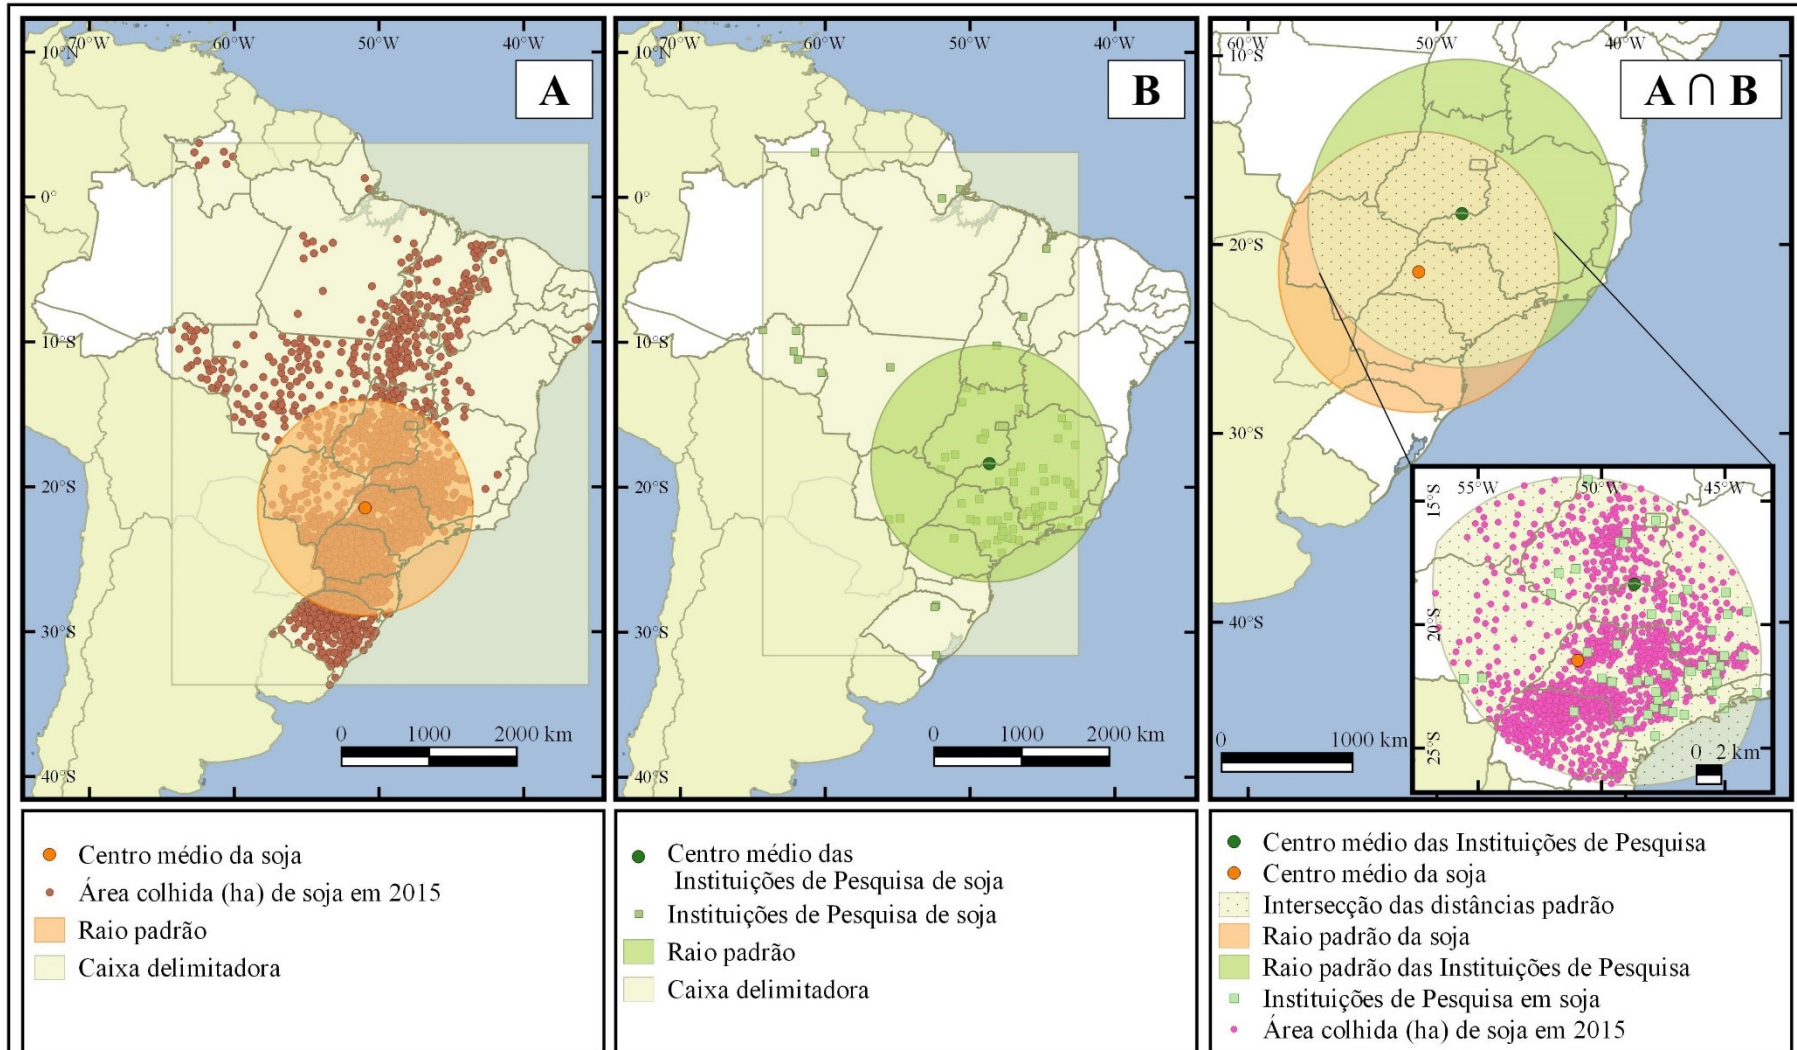 70°W 60°W 50°W 40°W
10°N
0°
10°S
20°S
30°S
40°S
A
0 1000 2000 km
Centro médio da soja
Área colhida (ha) de soja em 2015
Raio padrão
Caixa delimitadora
70°W 60°W 50°W 40°W
10°N
0°
10°S
20°S
30°S
40°S
B
0 1000 2000 km
Centro médio das
Instituições de Pesquisa de soja
Instituições de Pesquisa de soja
Raio padrão
Caixa delimitadora
60°W 50°W 40°W
10°S
20°S
30°S
40°S
A ∩ B
0 1000 km
55°W 50°W 45°W
15°S
20°S
25°S
0 2 km
Centro médio das Instituições de Pesquisa
Centro médio da soja
Intersecção das distâncias padrão
Raio padrão da soja
Raio padrão das Instituições de Pesquisa
Instituições de Pesquisa em soja
Área colhida (ha) de soja em 2015